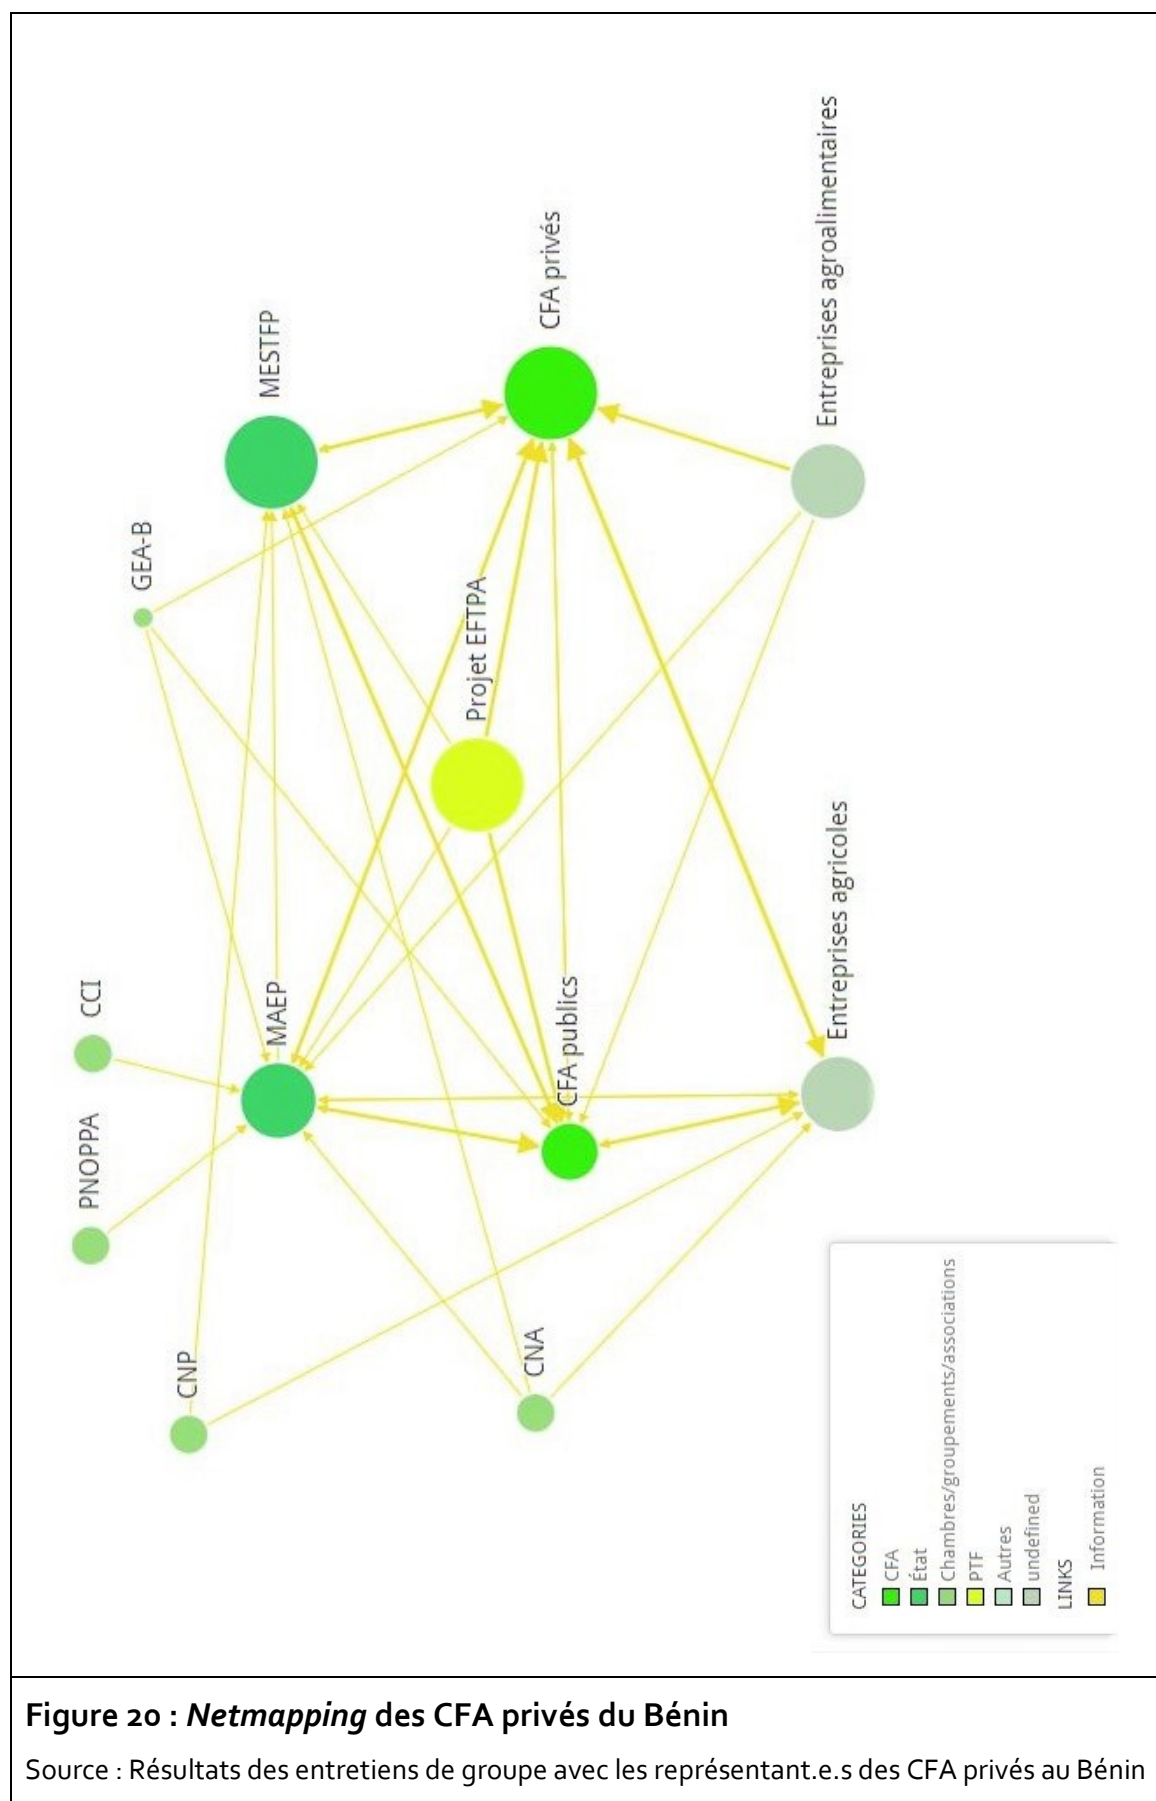 Entreprises agroalimentaires
CFA privés
MESTFP
GEA-B
Projet EFTPA
Entreprises agricoles
CFA publics
MAEP
CCI
PNOPPA
CNP
CNA
CATEGORIES
CFA
État
Chambres/groupements/associations
PTF
Autres
undefined
LINKS
Information
Figure 20 : Netmapping des CFA privés du Bénin
Source : Résultats des entretiens de groupe avec les représentant.e.s des CFA privés au Bénin